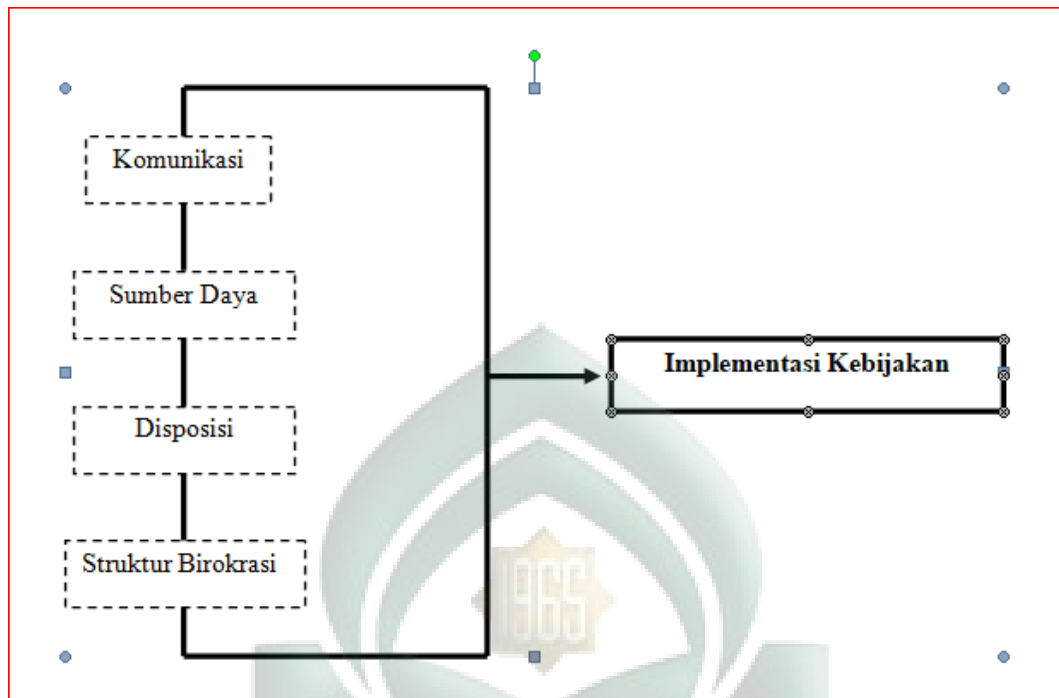 Komunikasi
Sumber Daya
Implementasi Kebijakan
Disposisi
Struktur Birokrasi
1965